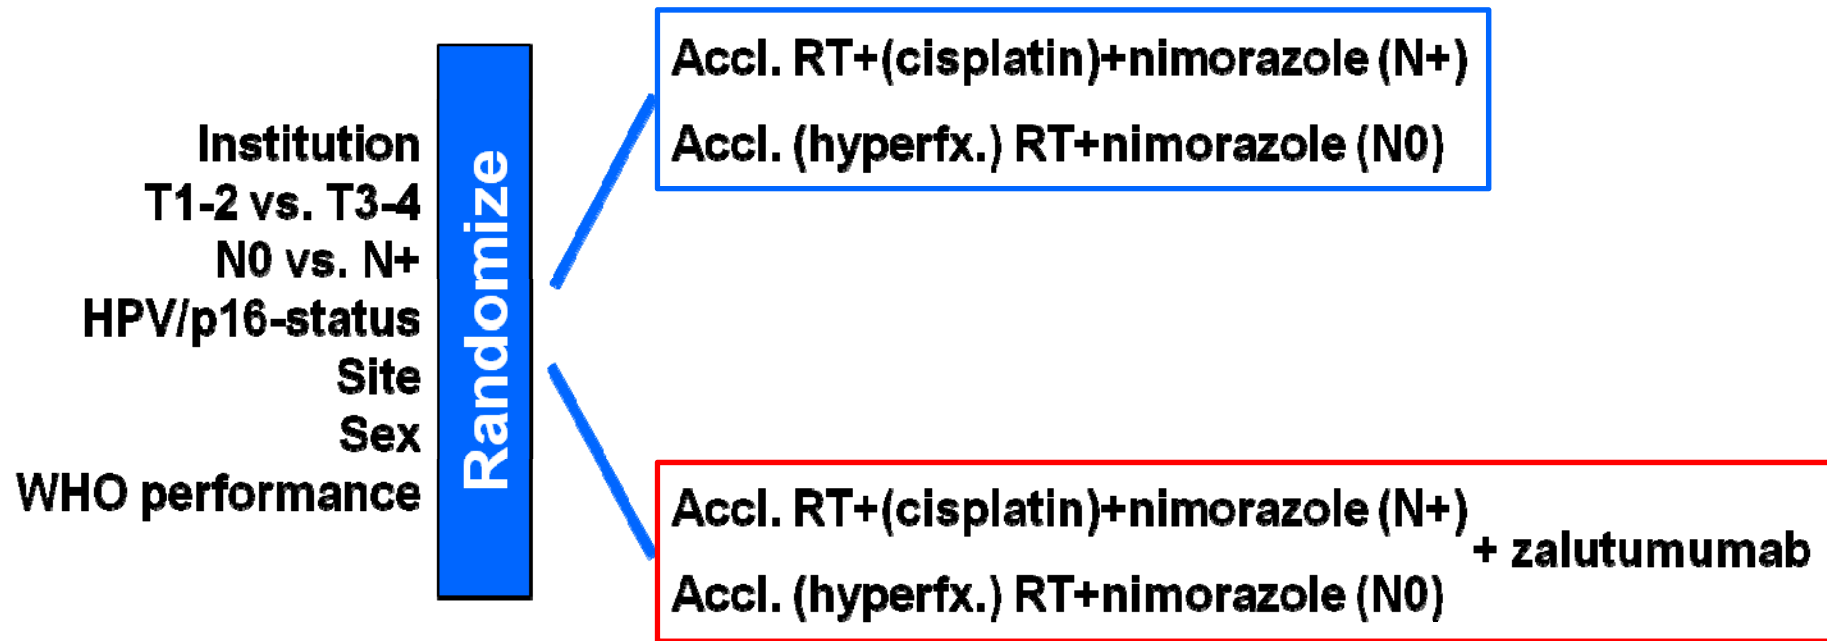 Institution
T1-2 vs. T3-4
N0 vs. N+
HPV/p16-status
Site
Sex
WHO performance
Randomize
Accl. RT+(cisplatin)+nimorazole (N+)
Accl. (hyperfx.) RT+nimorazole (N0)
Accl. RT+(cisplatin)+nimorazole (N+)
Accl. (hyperfx.) RT+nimorazole (N0)
+ zalutumumab